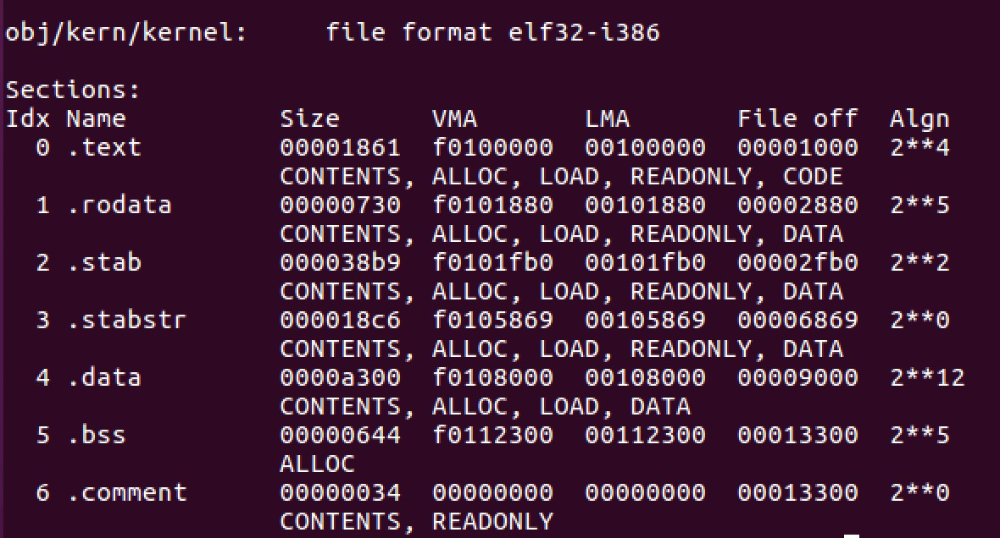 obj/kern/kernel:     file format elf32-i386
Sections:
Idx Name          Size      VMA       LMA       File off  Algn
  0 .text         00001861  f0100000  00100000  00001000  2**4
                  CONTENTS, ALLOC, LOAD, READONLY, CODE
  1 .rodata       00000730  f0101880  00101880  00002880  2**5
                  CONTENTS, ALLOC, LOAD, READONLY, DATA
  2 .stab         000038b9  f0101fb0  00101fb0  00002fb0  2**2
                  CONTENTS, ALLOC, LOAD, READONLY, DATA
  3 .stabstr      000018c6  f0105869  00105869  00006869  2**0
                  CONTENTS, ALLOC, LOAD, READONLY, DATA
  4 .data         0000a300  f0108000  00108000  00009000  2**12
                  CONTENTS, ALLOC, LOAD, DATA
  5 .bss          00000644  f0112300  00112300  00013300  2**5
                  ALLOC
  6 .comment      00000034  00000000  00000000  00013300  2**0
                  CONTENTS, READONLY